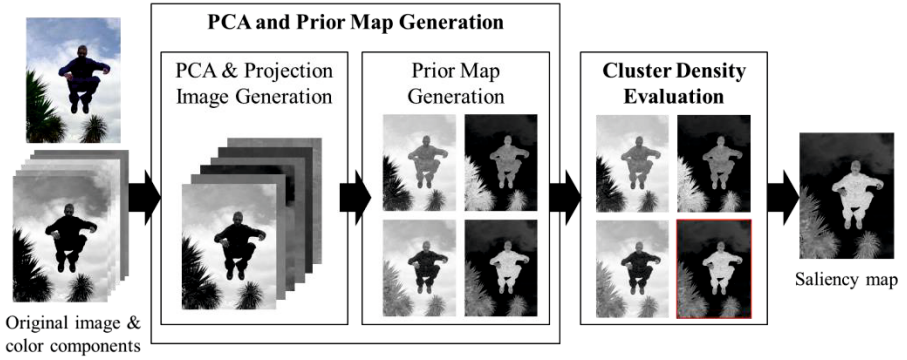 PCA and Prior Map Generation
PCA & Projection
Image Generation
Prior Map
Generation
Cluster Density
Evaluation
Original image &
color components
Saliency map